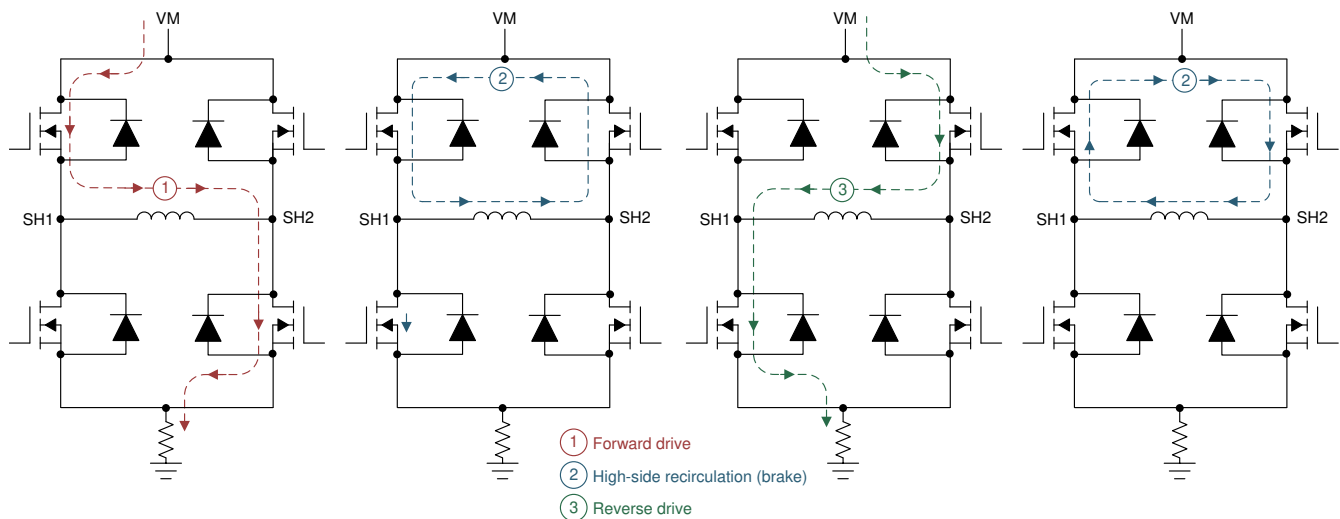 VM
VM
VM
VM
2
2
1
3
SH1
SH2
SH1
SH2
SH1
SH2
SH1
SH2
1 Forward drive
2 High-side recirculation (brake)
3 Reverse drive